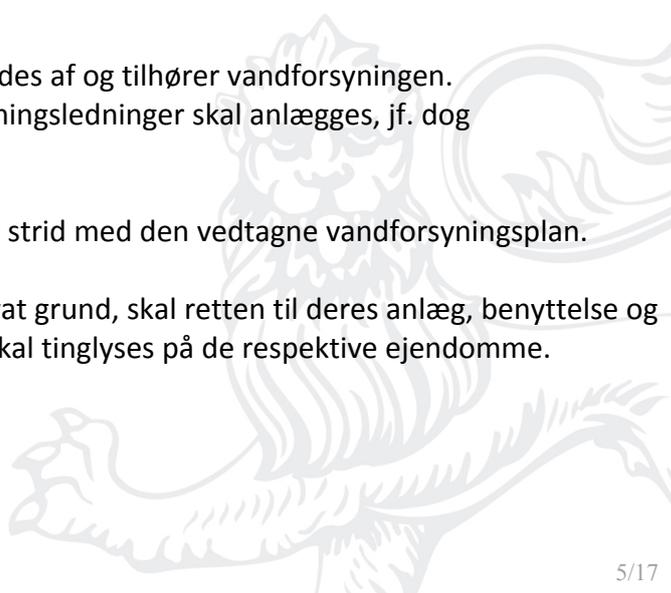 des af og tilhører vandforsyningen.
ningsledninger skal anlægges, jf. dog
strid med den vedtagne vandforsyningsplan.
at grund, skal retten til deres anlæg, benyttelse og
kal tinglyses på de respektive ejendomme.
5/17